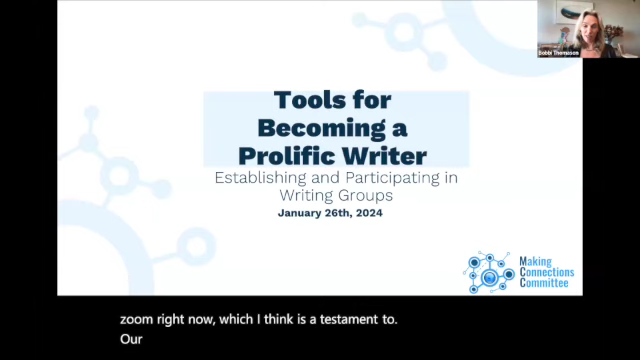 Bobbi Thomason
Tools for
Becoming a
Prolific Writer
Establishing and Participating in
Writing Groups
January 26th, 2024
Making
Connections
Committee
zoom right now, which I think is a testament to.
Our